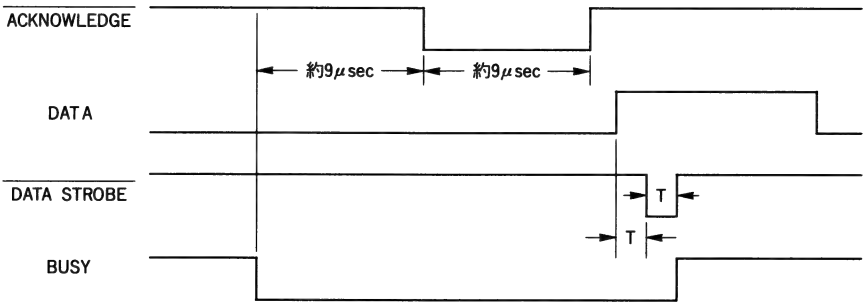 ACKNOWLEDGE
約9μsec 約9μsec
DATA
DATA STROBE
T
T
BUSY